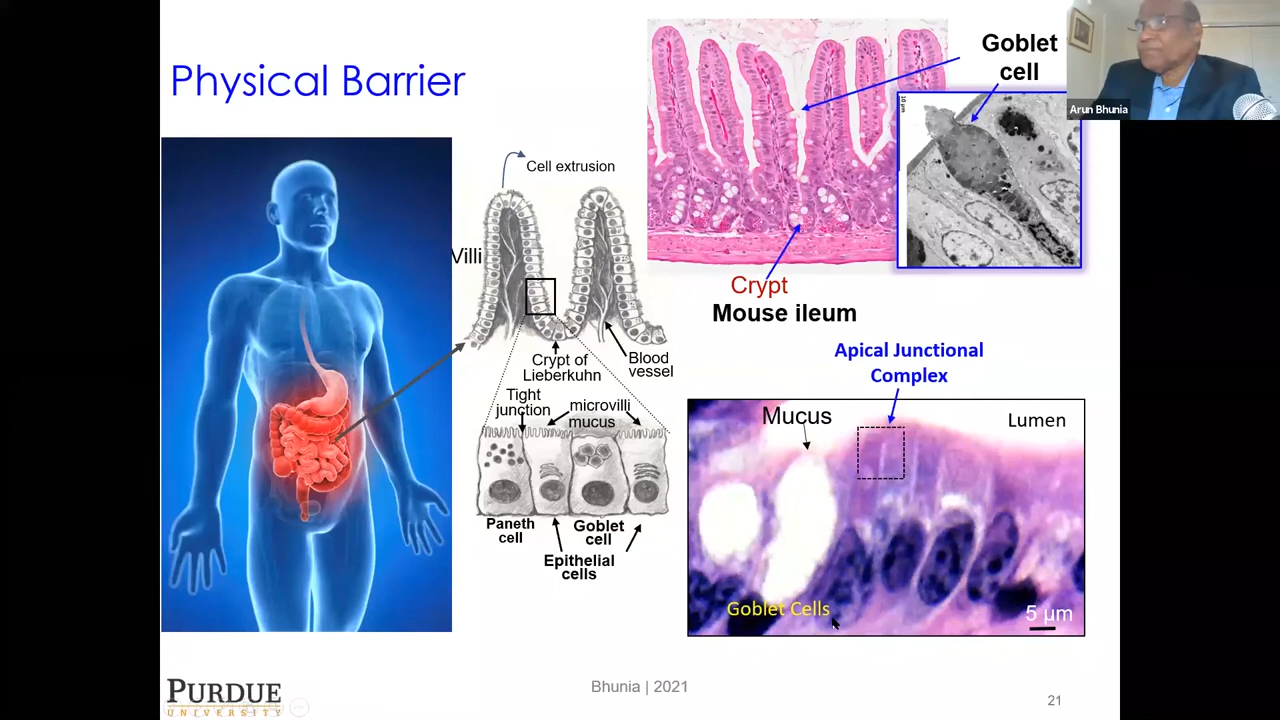 Physical Barrier
Cell extrusion
Villi
Crypt of
Lieberkuhn
Blood
vessel
Tight
junction
microvilli
mucus
Paneth
cell
Goblet
cell
Epithelial
cells
Goblet
cell
Crypt
Mouse ileum
Apical Junctional
Complex
Mucus
Lumen
Goblet Cells
5 μm
Arun Bhunia
PURDUE
UNIVERSITY
Bhunia | 2021
21